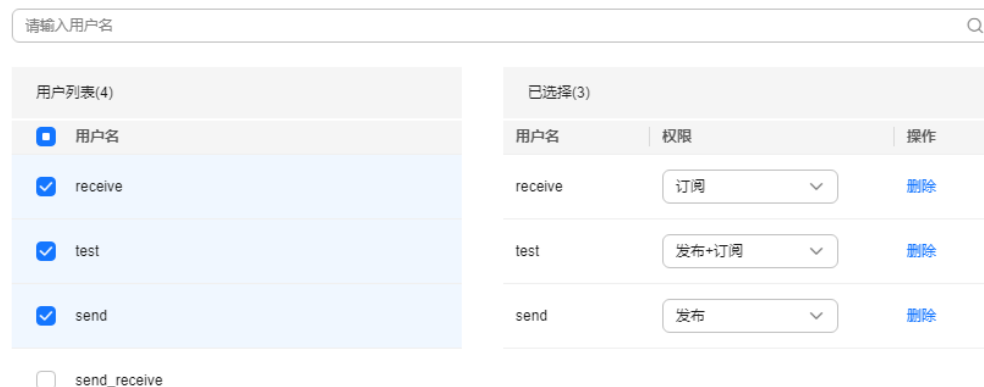 请输入用户名
用户列表(4)
用户名
receive
test
send
send_receive
已选择(3)
用户名 权限 操作
receive 订阅 删除
test 发布+订阅 删除
send 发布 删除